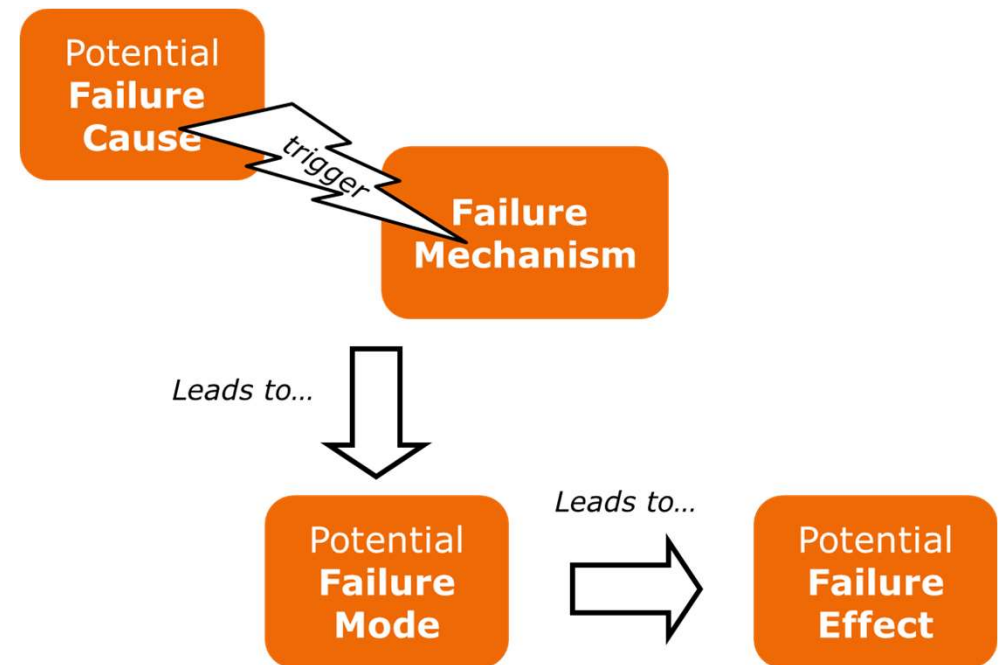 Potential
Failure
Cause
trigger
Failure
Mechanism
Leads to...
Leads to...
Potential
Failure
Mode
Potential
Failure
Effect